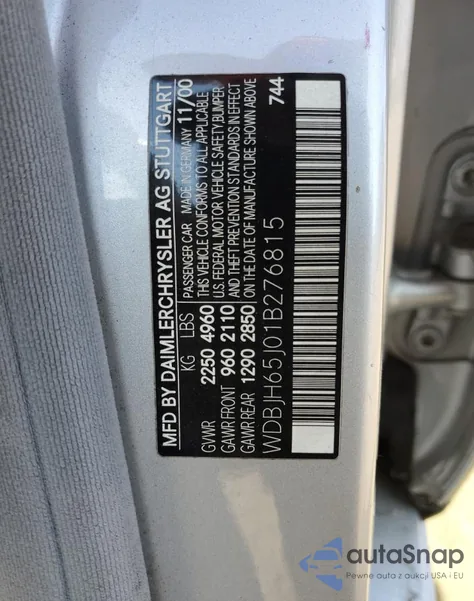 MFD BY DAIMLERCHRYSLER AG STUTTGART
KG LBS PASSENGER CAR MADE IN GERMANY 11/00
GVWR 2250 4960 THIS VEHICLE CONFORMS TO ALL APPLICABLE
U.S. FEDERAL MOTOR VEHICLE SAFETY/BUMPER
GAWR FRONT 960 2110 AND THEFT PREVENTION STANDARDS IN EFFECT
GAWR REAR 1290 2850 ON THE DATE OF MANUFACTURE SHOWN ABOVE
WDBJH65J01B276815 744
autoSnap
Pewne auta z aukcji USA i EU